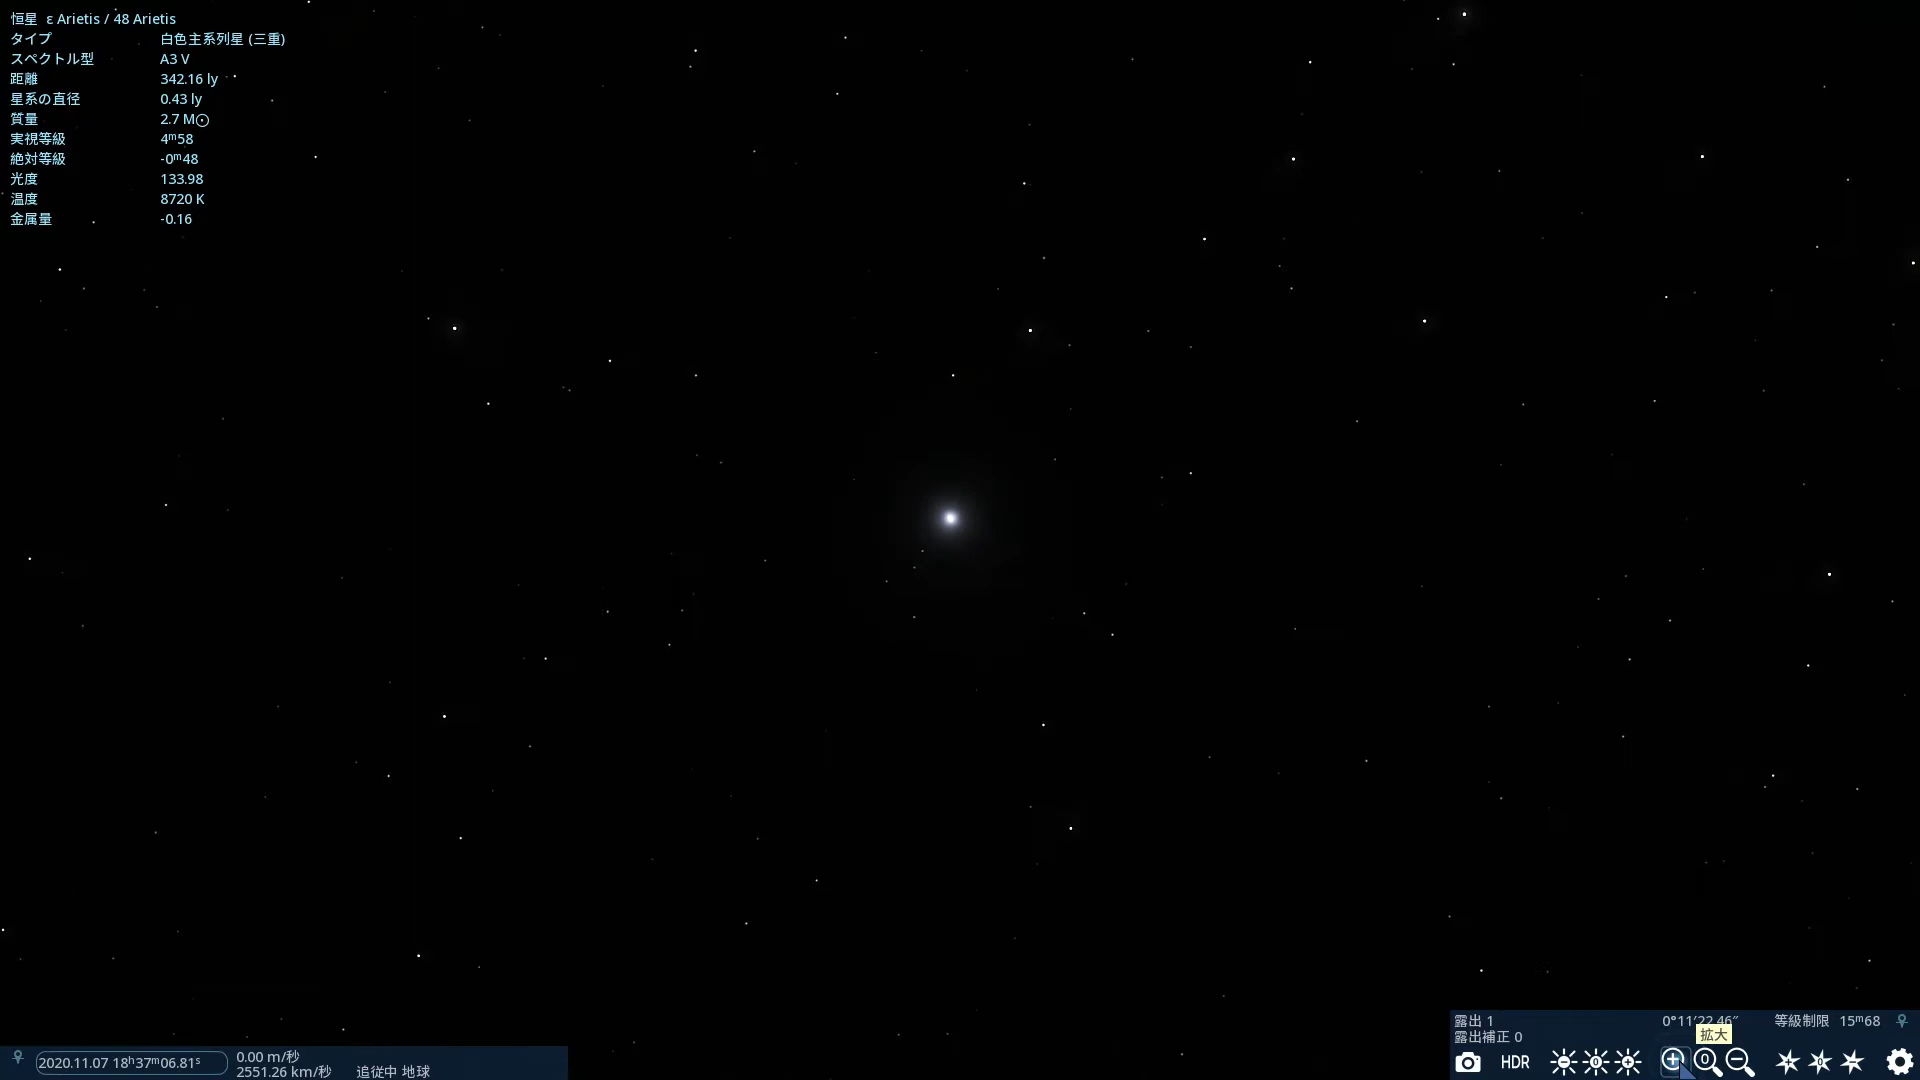 恒星 ε Arietis / 48 Arietis
タイプ 白色主系列星 (三重)
スペクトル型 A3 V
距離 342.16 ly
星系の直径 0.43 ly
質量 2.7 M☉
実視等級 4ᵐ58
絶対等級 -0ᵐ48
光度 133.98
温度 8720 K
金属量 -0.16
2020.11.07 18ʰ37ᵐ06.81ˢ
0.00 m/秒
2551.26 km/秒 追従中 地球
露出 1 0°11′22.46″ 等級制限 15ᵐ68
露出補正 0
拡大
HDR